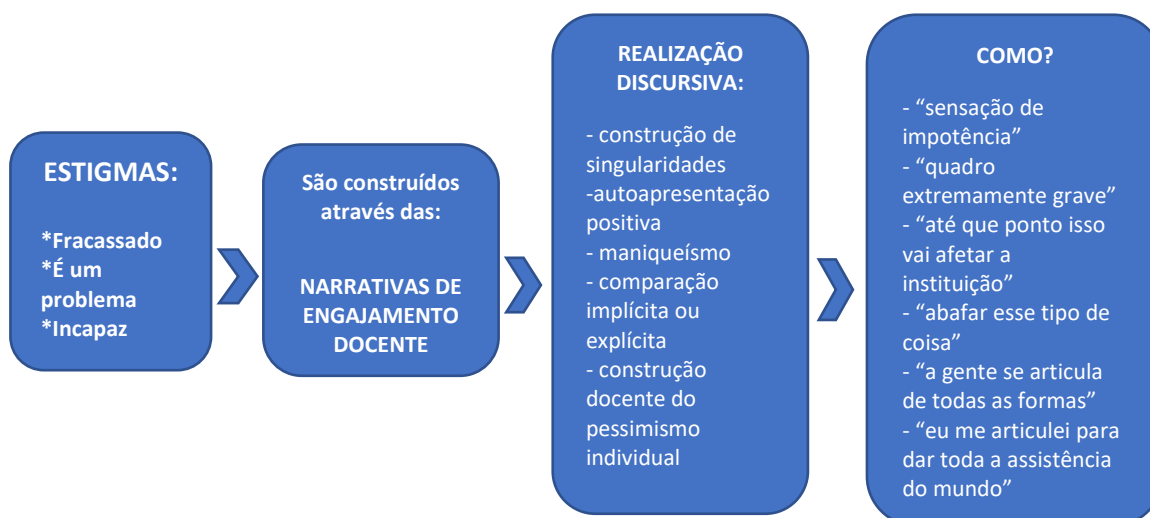 ESTIGMAS:
*Fracassado
*É um
problema
*Incapaz
São construídos
através das:
NARRATIVAS DE
ENGAJAMENTO
DOCENTE
REALIZAÇÃO
DISCURSIVA:
- construção de
singularidades
-autoapresentação
positiva
- maniqueísmo
- comparação
implícita ou
explícita
- construção
docente do
pessimismo
individual
COMO?
- “sensação de
impotência”
- “quadro
extremamente grave”
- “até que ponto isso
vai afetar a
instituição”
- “abafar esse tipo de
coisa”
- “a gente se articula
de todas as formas”
- “eu me articulei para
dar toda a assistência
do mundo”